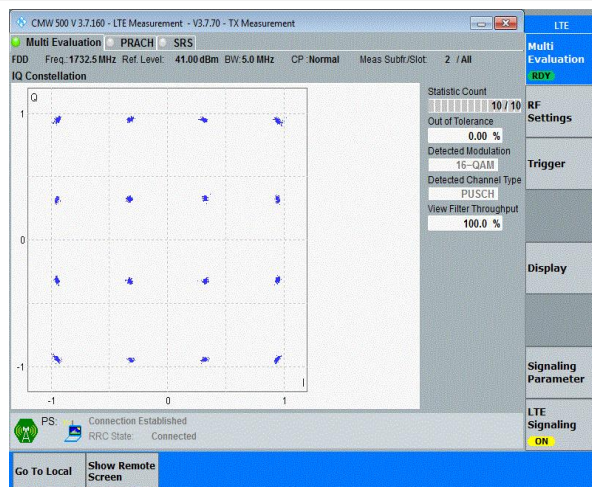 CMW 500 V 3.7.160 - LTE Measurement - V3.7.70 - TX Measurement
Multi Evaluation PRACH SRS
FDD Freq.:1732.5 MHz Ref. Level: 41.00 dBm BW:5.0 MHz CP :Normal Meas Subfr./Slot: 2 / All
IQ Constellation
Q
1
0
-1
-1 0 1
I
Statistic Count
10 / 10
Out of Tolerance
0.00 %
Detected Modulation
16-QAM
Detected Channel Type
PUSCH
View Filter Throughput
100.0 %
PS: Connection Established
RRC State: Connected
Go To Local
Show Remote
Screen
LTE
Multi
Evaluation
RDY
RF
Settings
Trigger
Display
Signaling
Parameter
LTE
Signaling
ON